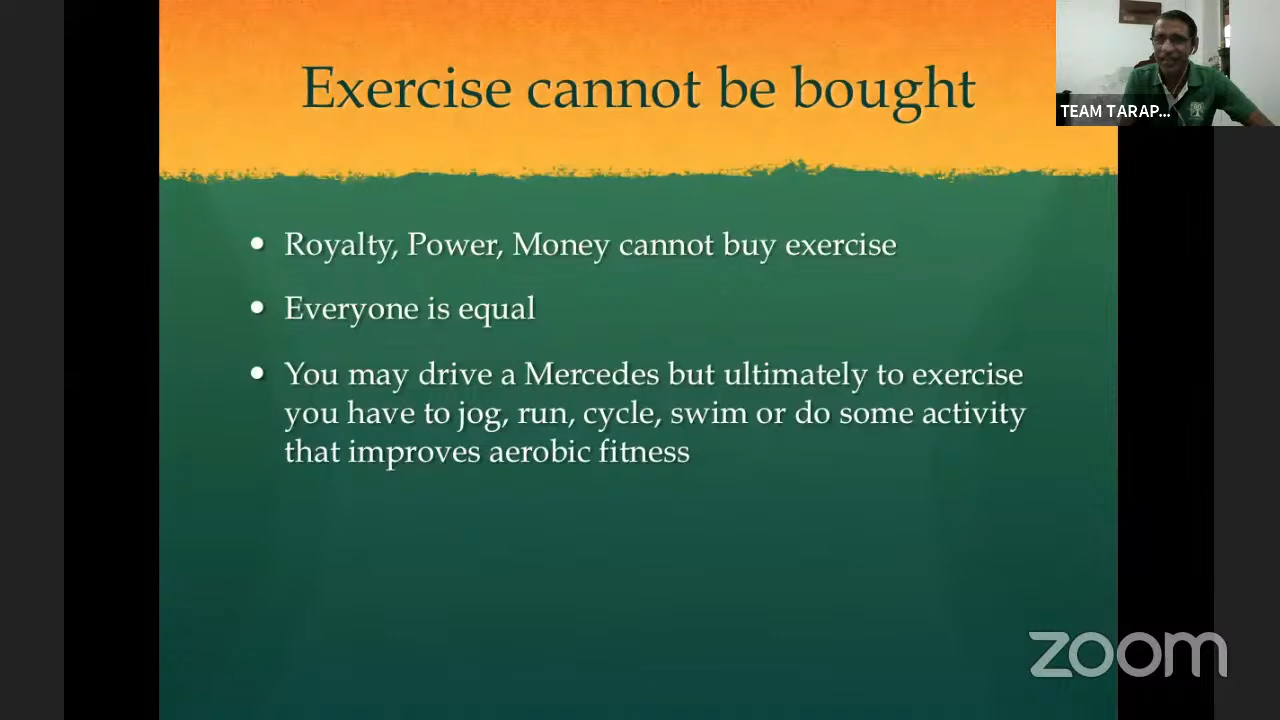 Exercise cannot be bought
TEAM TARAP...
• Royalty, Power, Money cannot buy exercise
• Everyone is equal
• You may drive a Mercedes but ultimately to exercise
you have to jog, run, cycle, swim or do some activity
that improves aerobic fitness
zoom